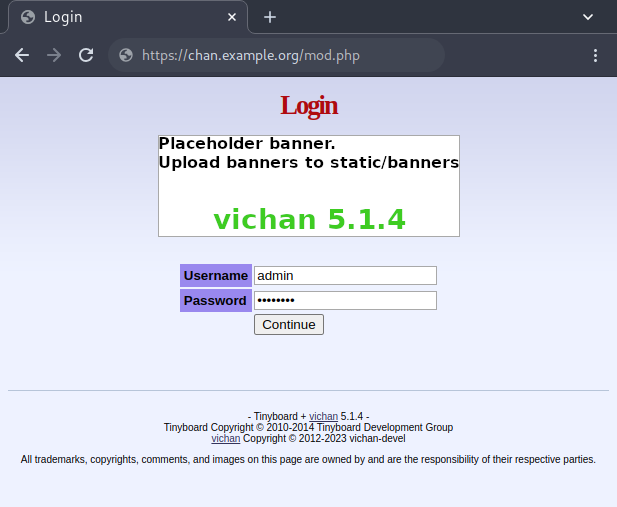 Login
https://chan.example.org/mod.php
Login
Placeholder banner.
Upload banners to static/banners
vichan 5.1.4
Username admin
Password ••••••••
Continue
- Tinyboard + vichan 5.1.4 -
Tinyboard Copyright © 2010-2014 Tinyboard Development Group
vichan Copyright © 2012-2023 vichan-devel
All trademarks, copyrights, comments, and images on this page are owned by and are the responsibility of their respective parties.